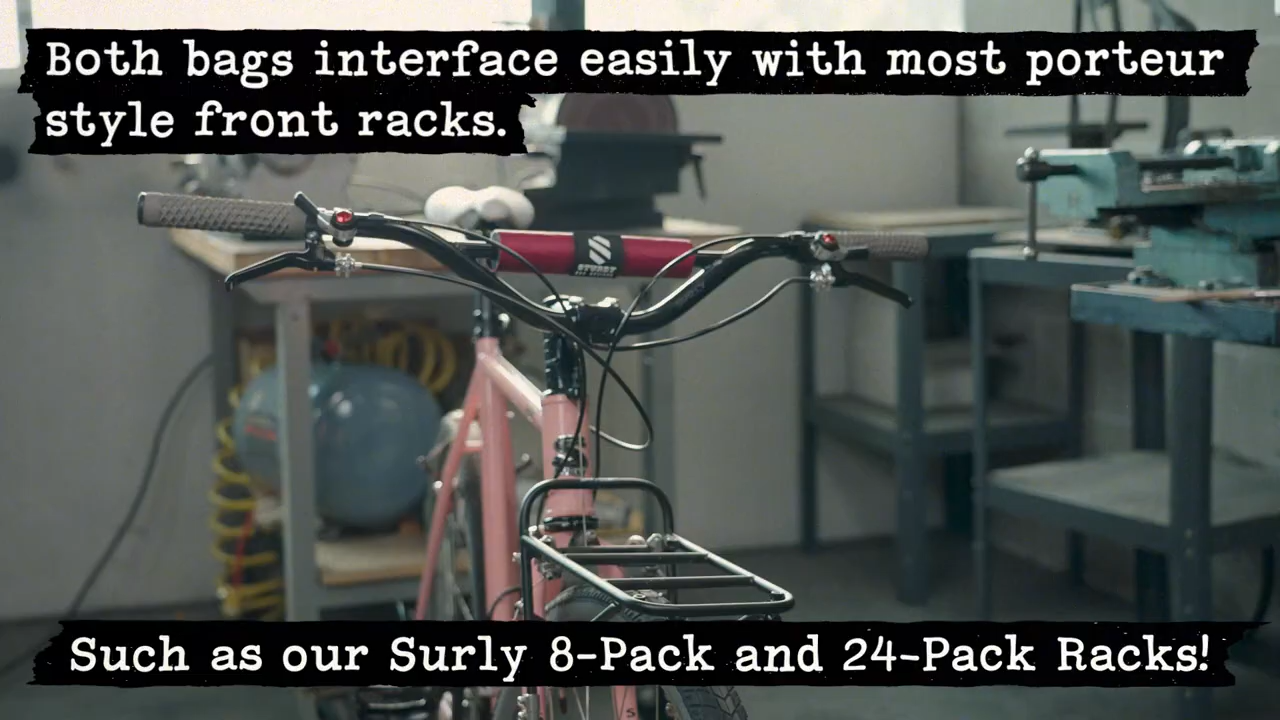 Both bags interface easily with most porteur
style front racks.
STURDY
Such as our Surly 8-Pack and 24-Pack Racks!